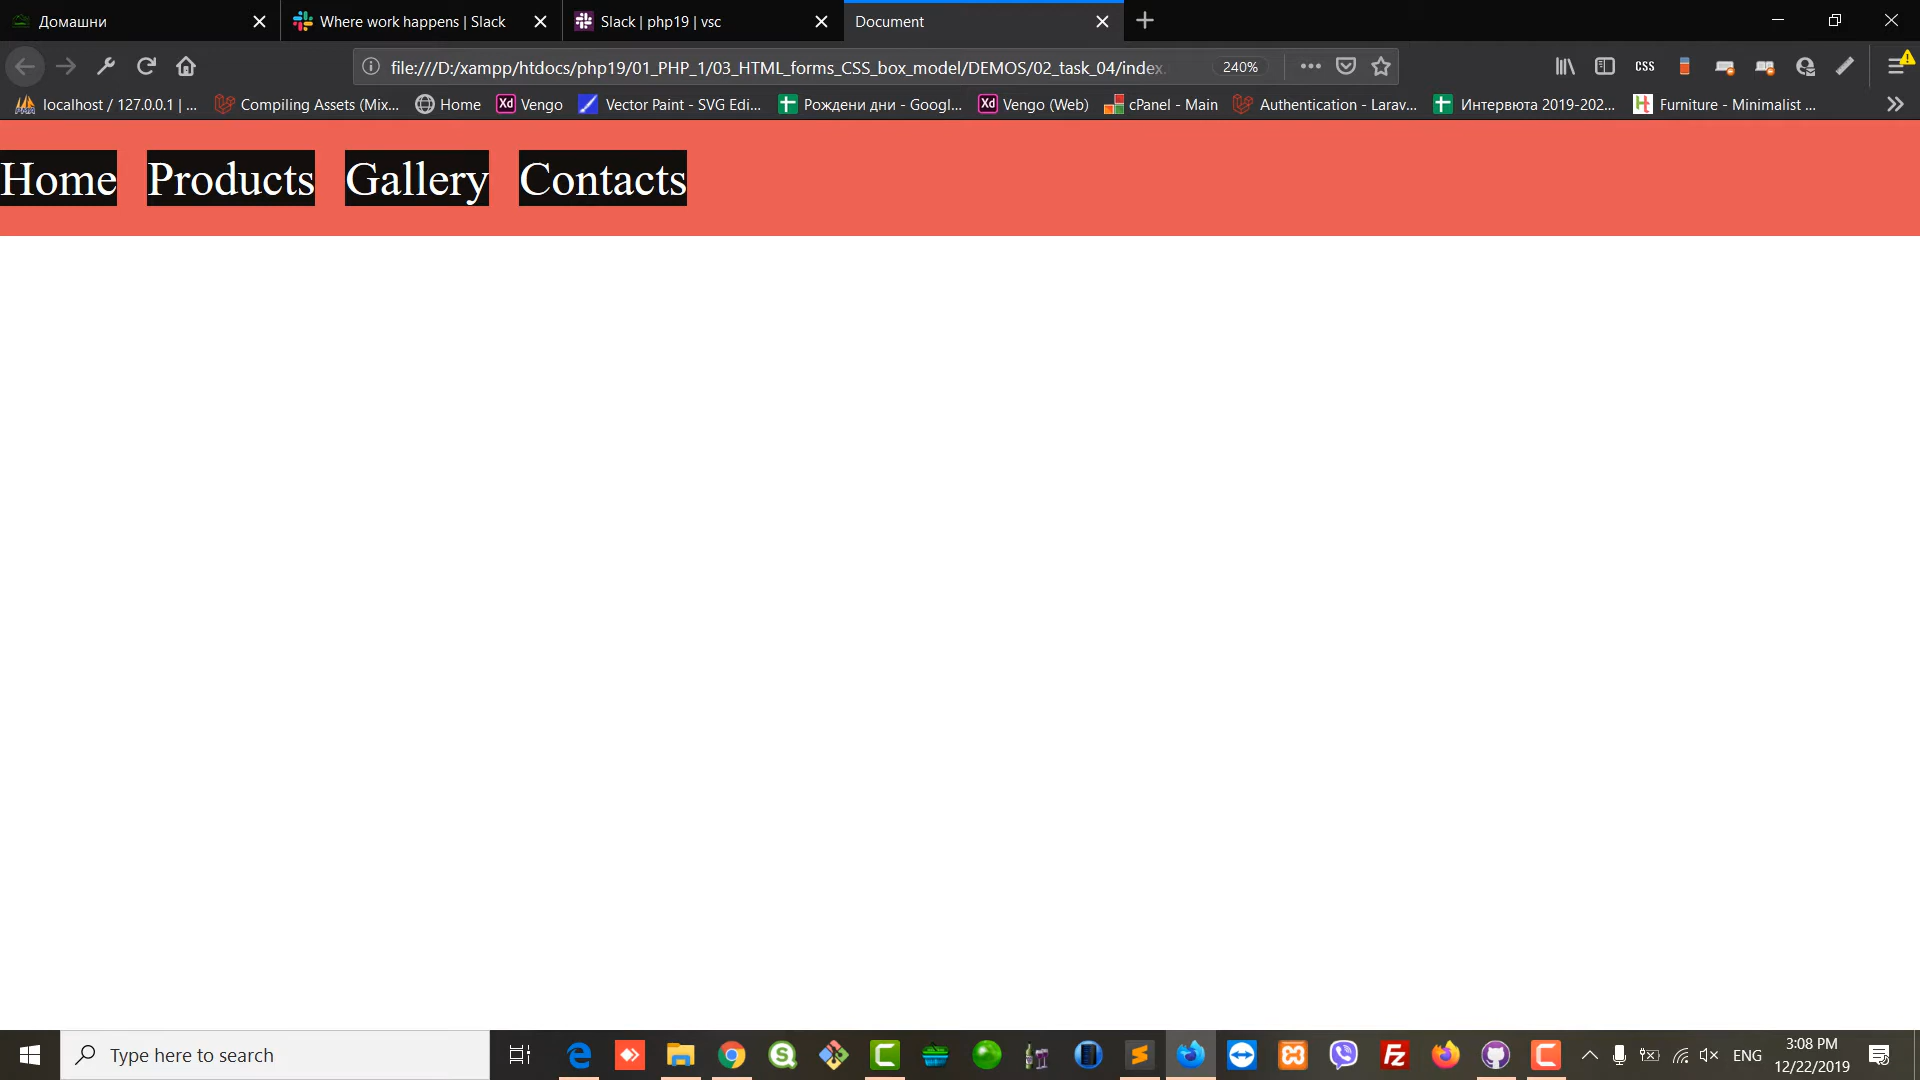 Домашни
Where work happens | Slack
Slack | php19 | vsc
Document
file:///D:/xampp/htdocs/php19/01_PHP_1/03_HTML_forms_CSS_box_model/DEMOS/02_task_04/index.
240%
CSS
localhost / 127.0.0.1 | ...
Compiling Assets (Mix...
Home
Xd Vengo
Vector Paint - SVG Edi...
Рождени дни - Googl...
Xd Vengo (Web)
cPanel - Main
Authentication - Larav...
Интервюта 2019-202...
Furniture - Minimalist ...
Home Products Gallery Contacts
Type here to search
ENG
3:08 PM
12/22/2019